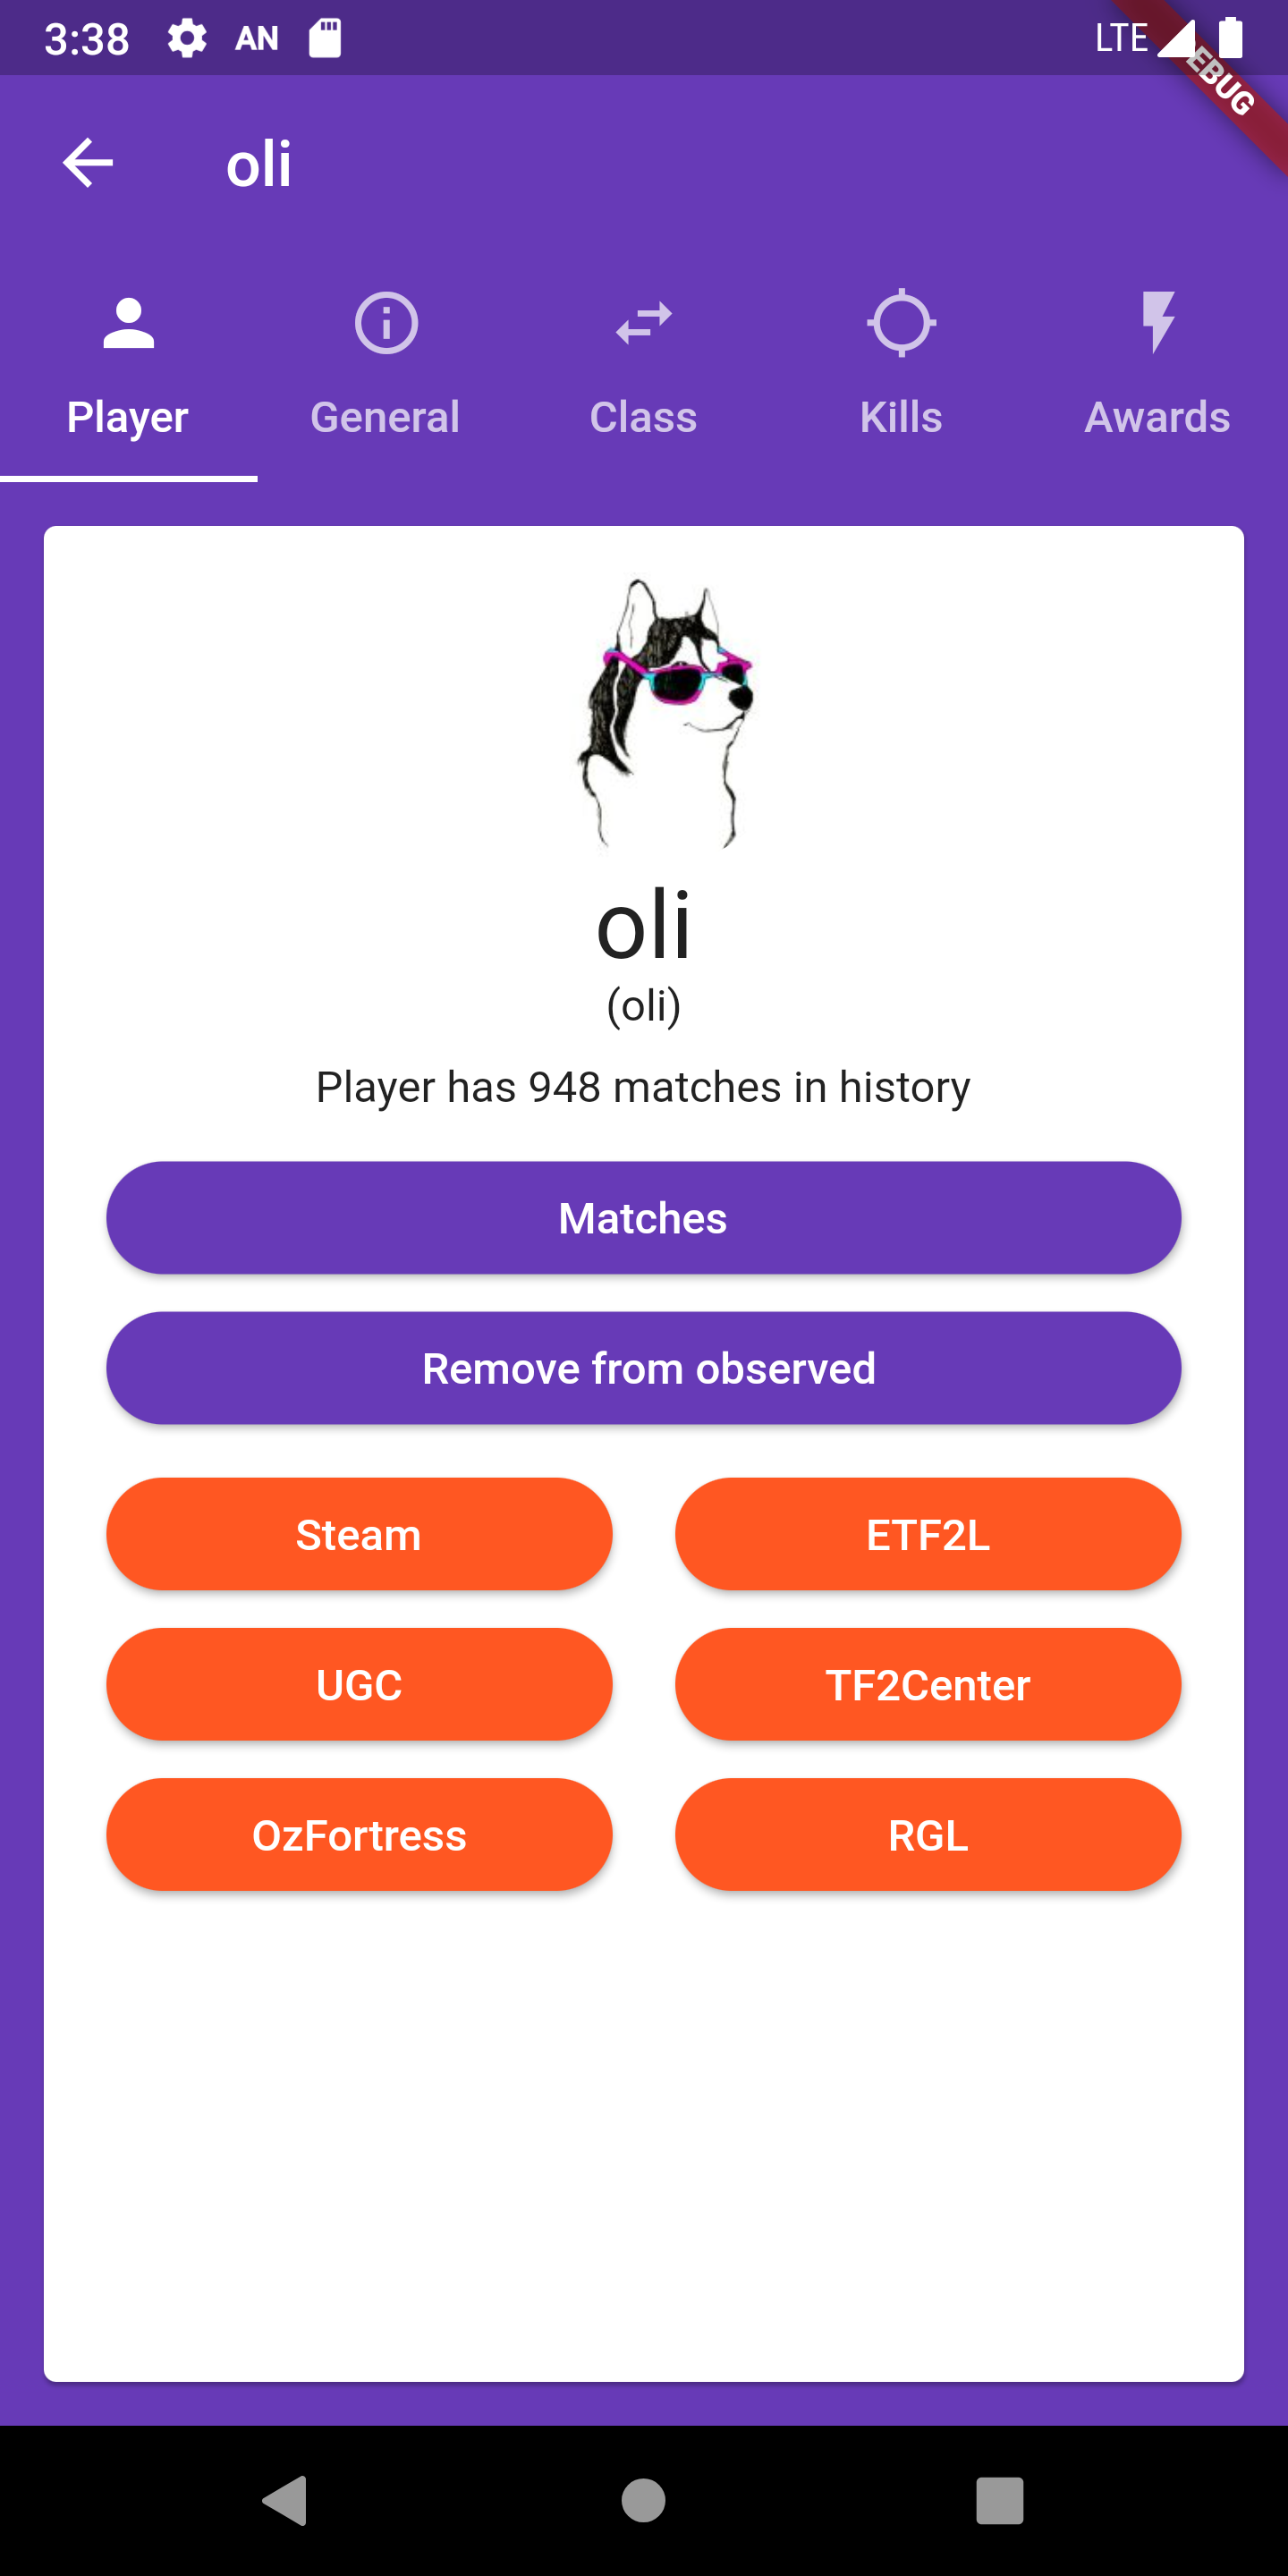 3:38 AN LTE
EBUG
oli
Player General Class Kills Awards
oli
(oli)
Player has 948 matches in history
Matches
Remove from observed
Steam ETF2L
UGC TF2Center
OzFortress RGL